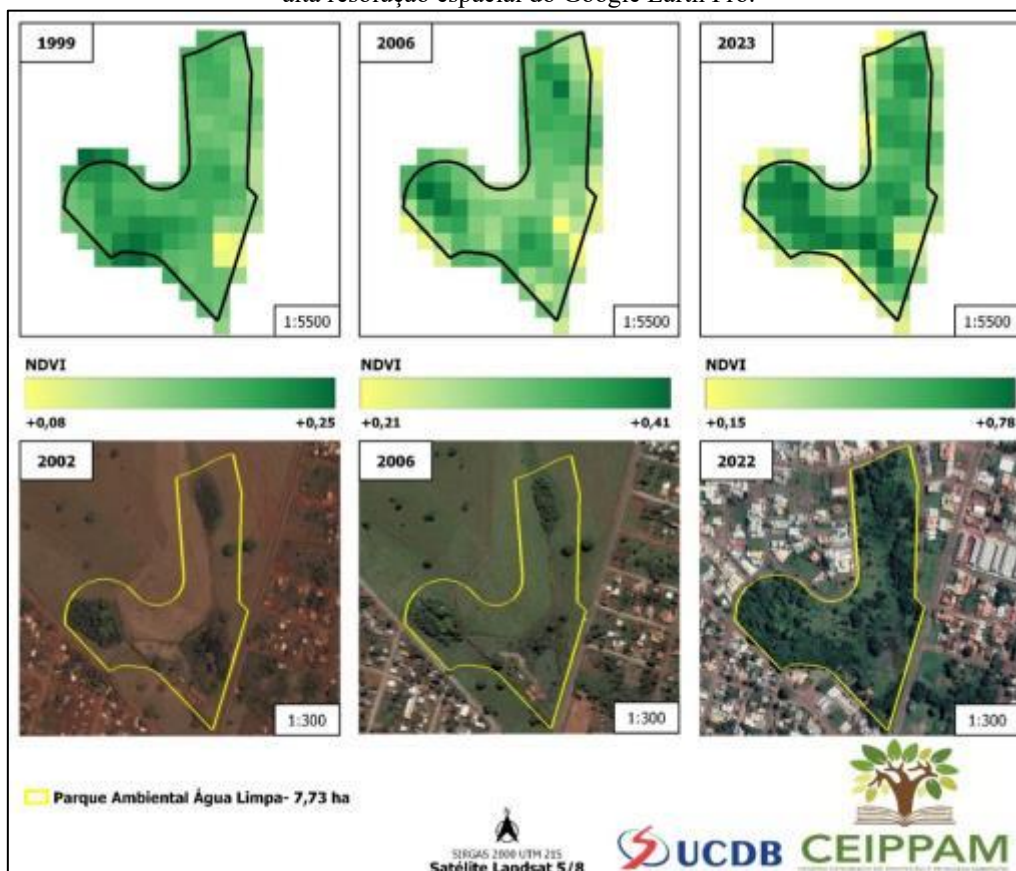 alta resolução espacial do Google Earth Pro.
1999
2006
2023
1:5500
1:5500
1:5500
NDVI
NDVI
NDVI
+0,08
+0,25
+0,21
+0,41
+0,15
+0,78
2002
2006
2022
1:300
1:300
1:300
Parque Ambiental Água Limpa- 7,73 ha
SIRGAS 2000 UTM 21S
Satélite Landsat 5/8
UCDB
CEIPPAM